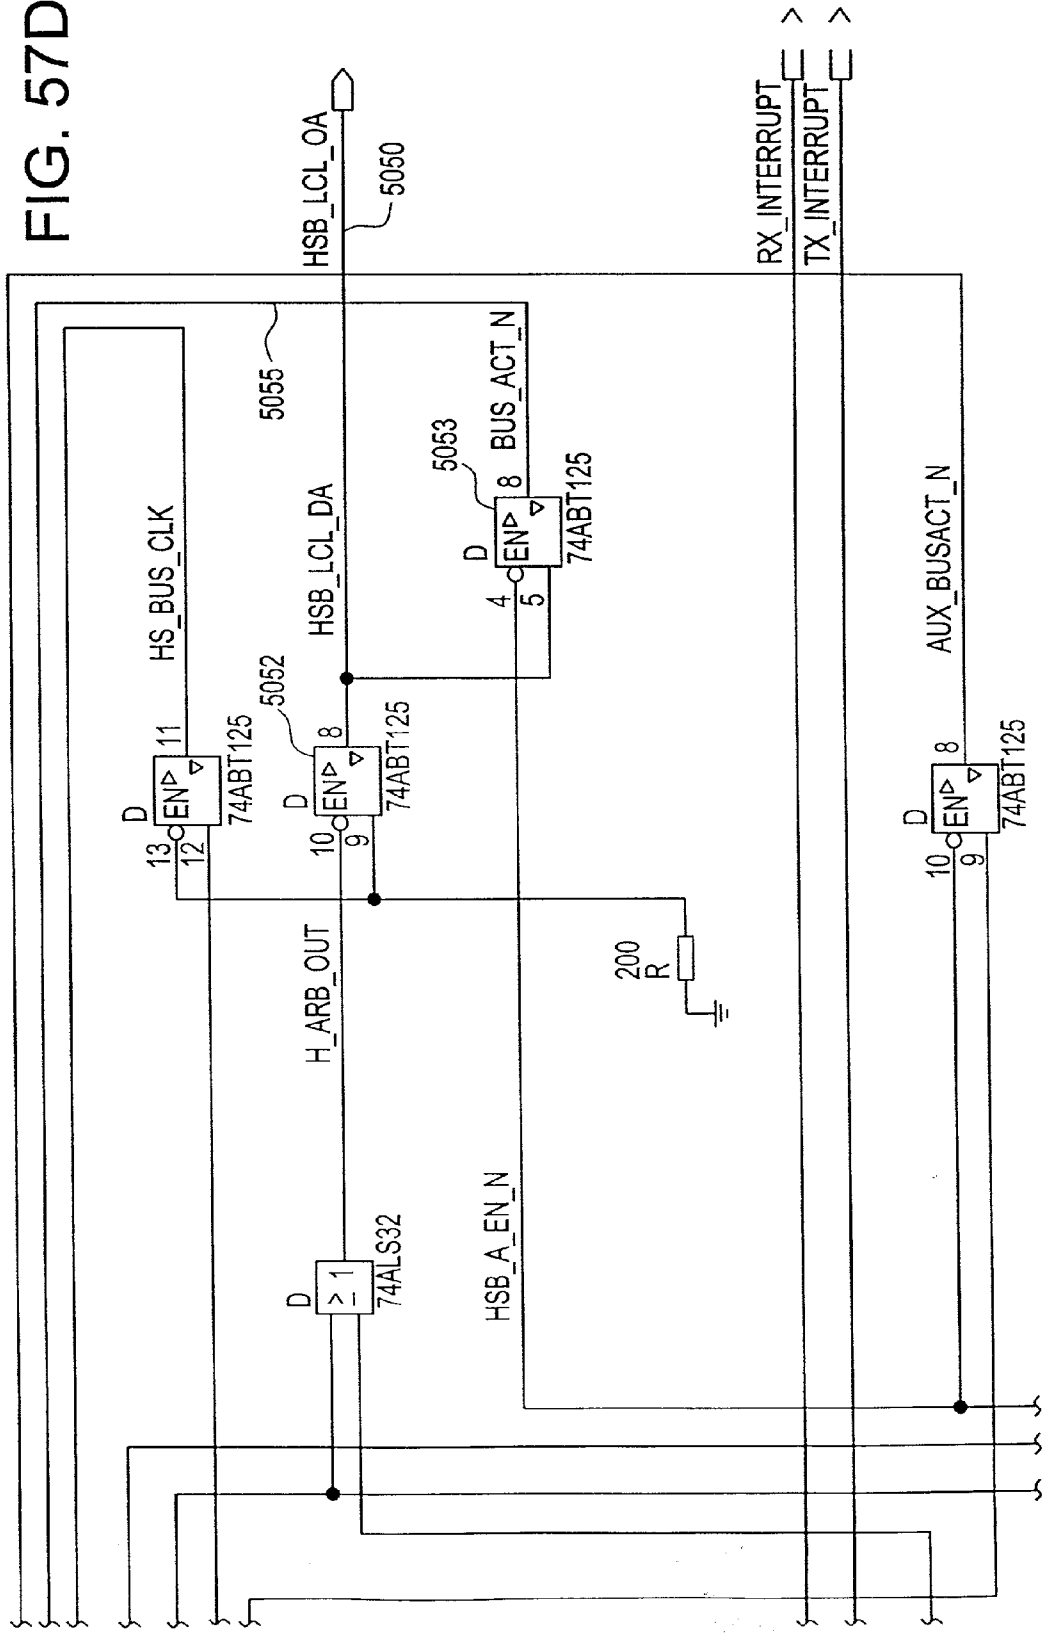 FIG. 57D
HSB_LCL_OA
5050
RX_INTERRUPT
TX_INTERRUPT
5055
HS_BUS_CLK
D
13
12
EN
11
74ABT125
HSB_LCL_DA
5052
D
10
9
EN
8
74ABT125
5053
BUS_ACT_N
D
4
5
EN
8
74ABT125
AUX_BUSACT_N
D
10
9
EN
8
74ABT125
H_ARB_OUT
200
R
D
≥1
74ALS32
HSB_A_EN_N